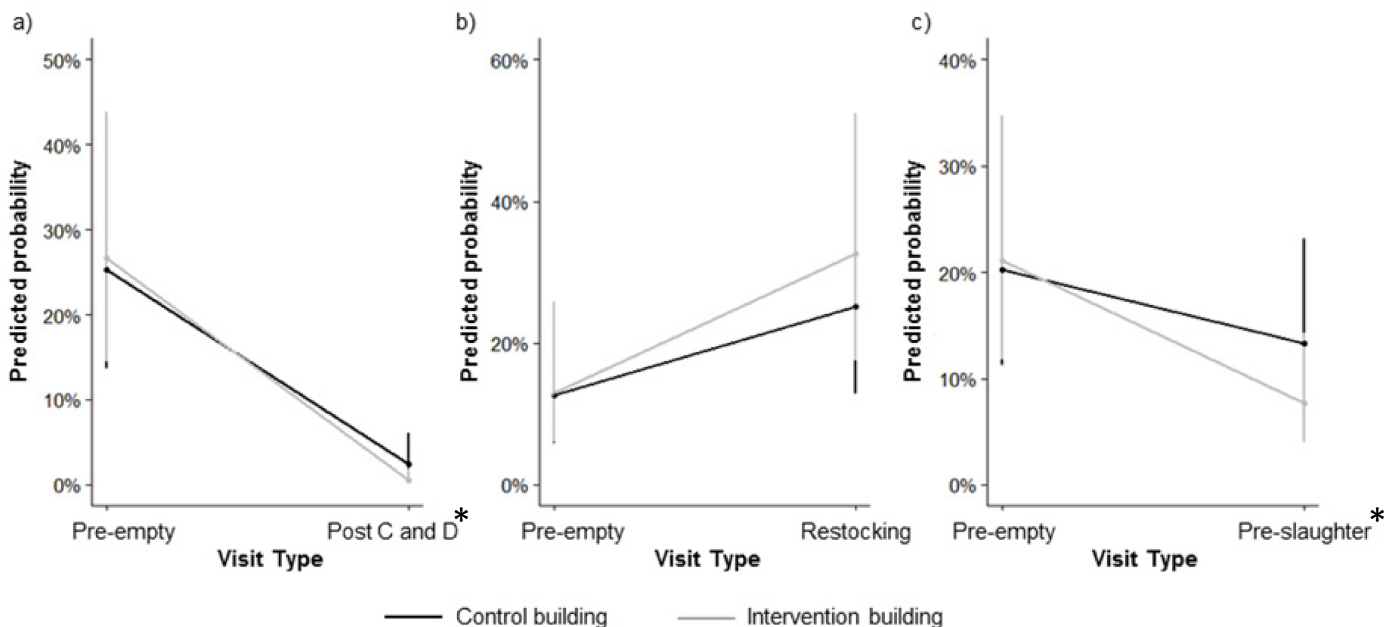 a)
50%
40%
30%
20%
10%
0%
Predicted probability
Pre-empty
Post C and D*
Visit Type
b)
60%
40%
20%
0%
Predicted probability
Pre-empty
Restocking
Visit Type
c)
40%
30%
20%
10%
0%
Predicted probability
Pre-empty
Pre-slaughter*
Visit Type
Control building
Intervention building